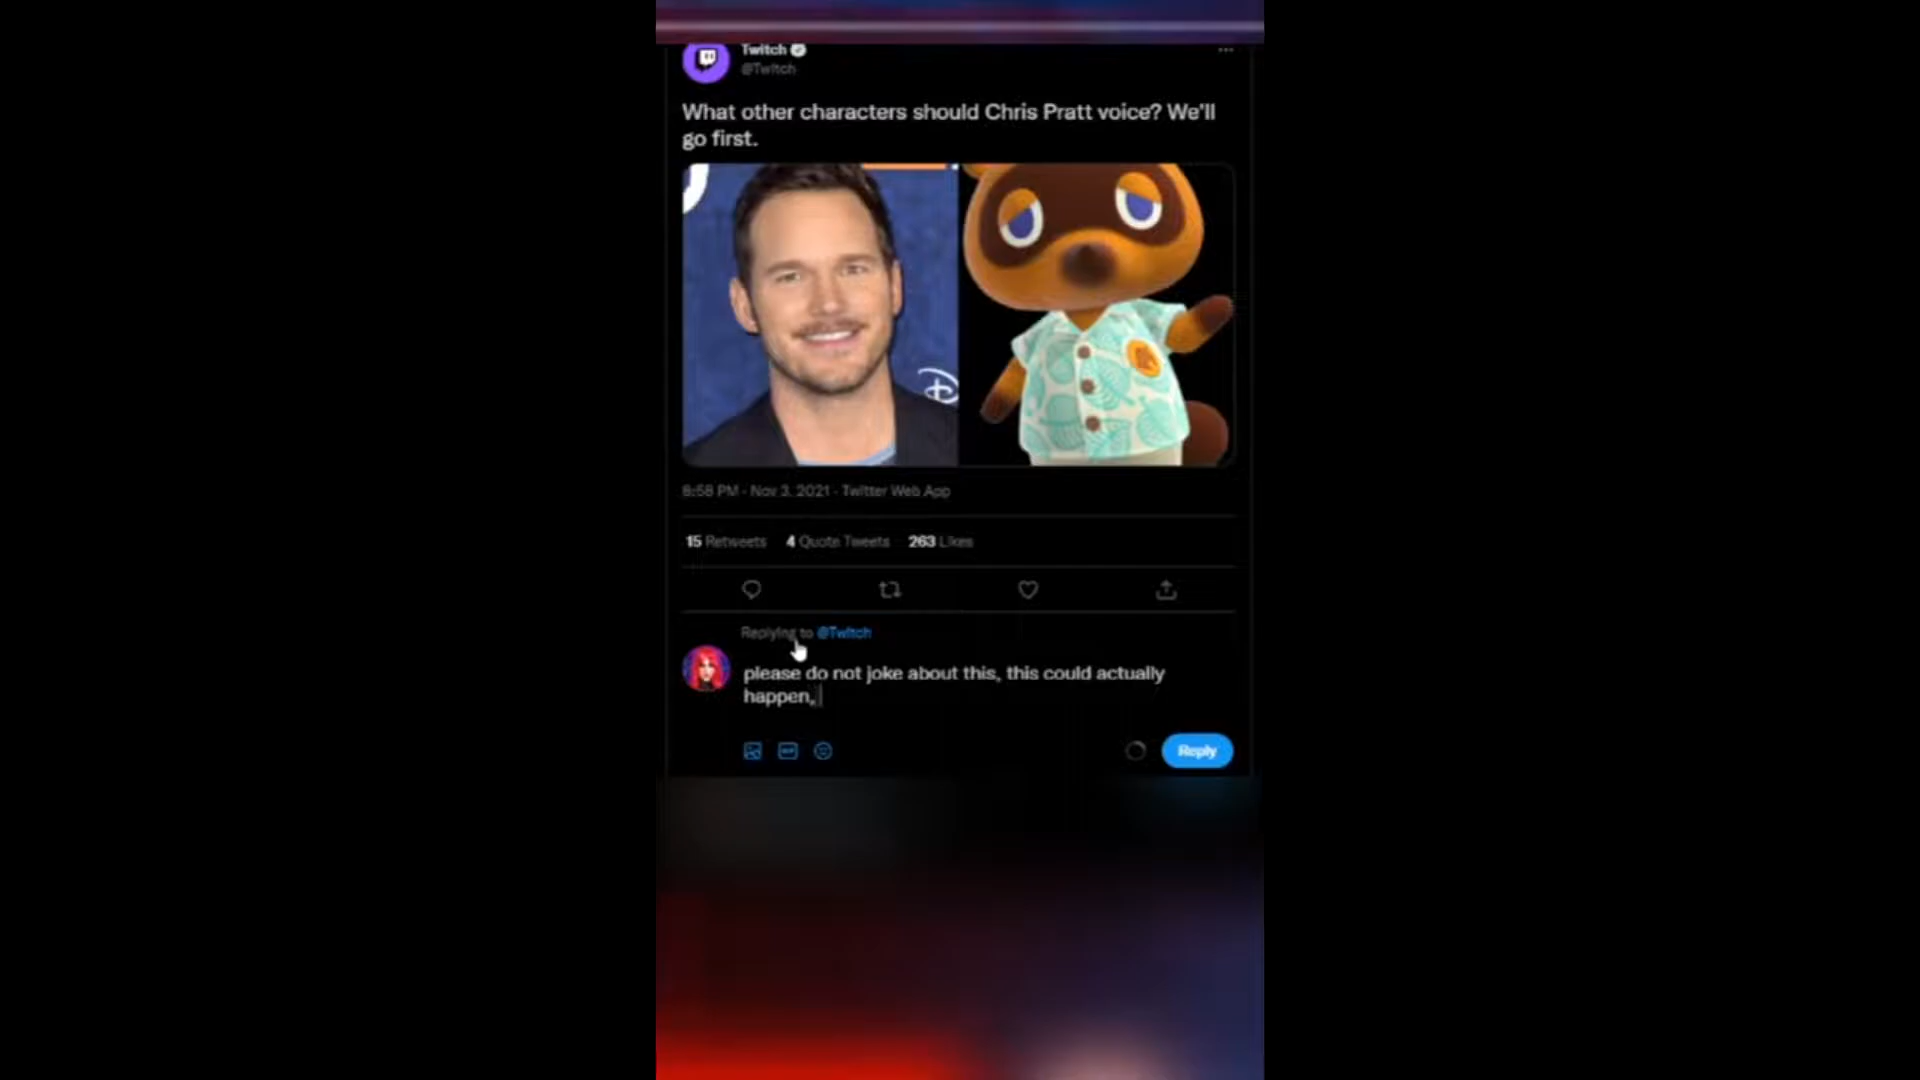 Twitch
@Twitch
What other characters should Chris Pratt voice? We'll
go first.
8:58 PM · Nov 3, 2021 · Twitter Web App
15 Retweets 4 Quote Tweets 263 Likes
Replying to @Twitch
please do not joke about this, this could actually
happen,
GIF
Reply